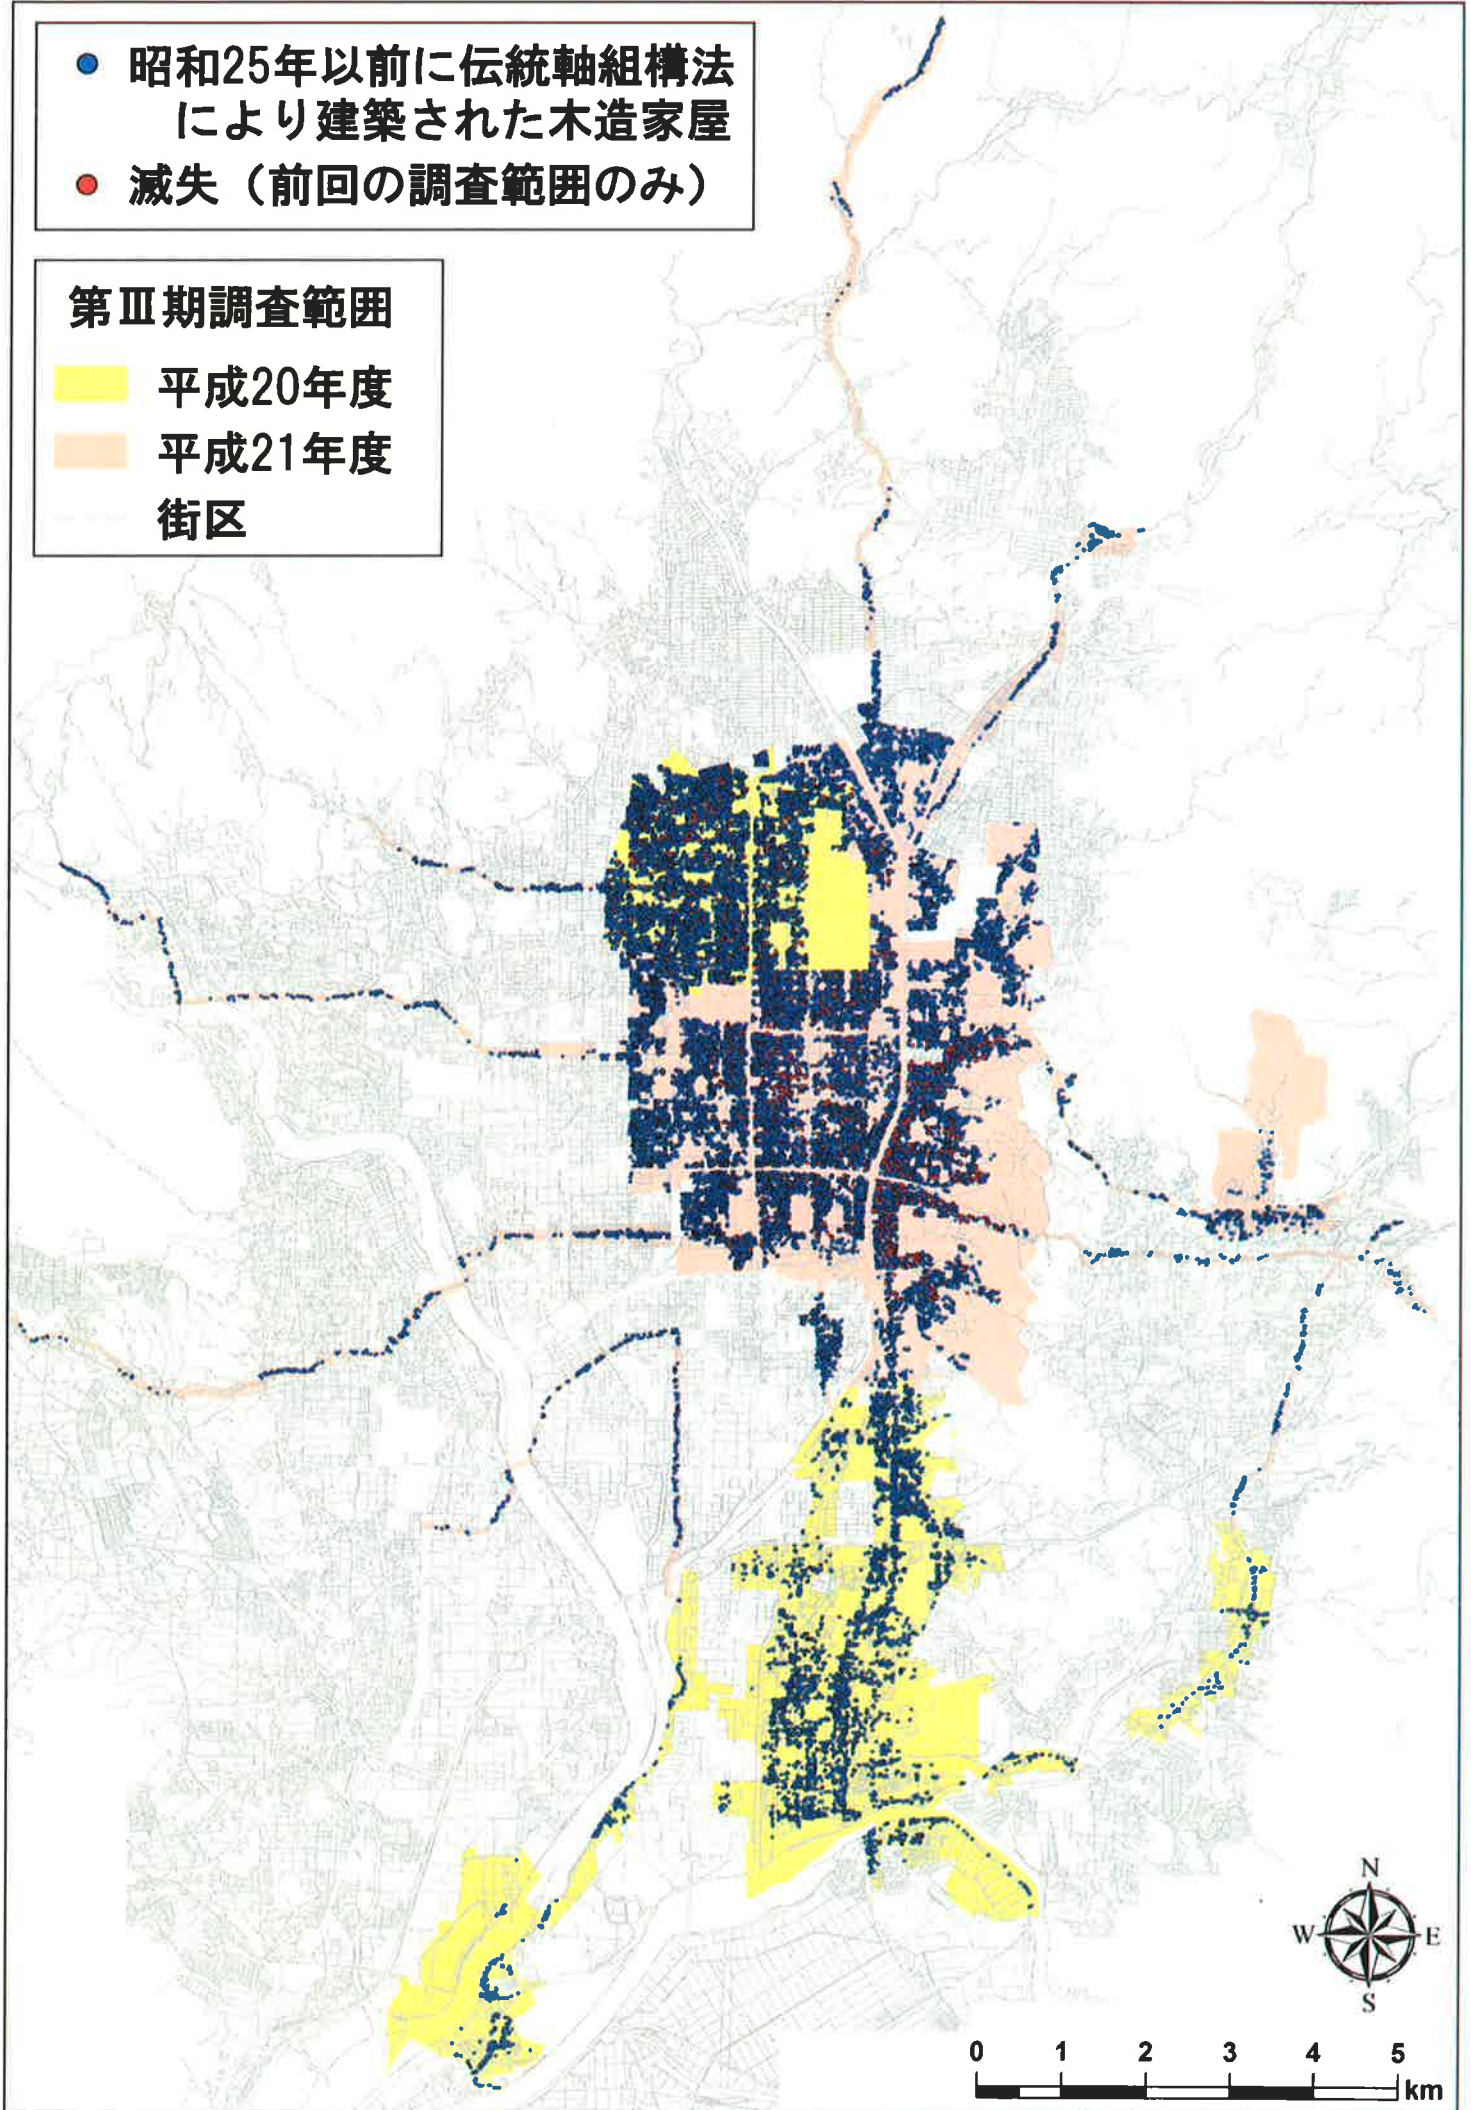 昭和25年以前に伝統軸組構法
により建築された木造家屋
滅失（前回の調査範囲のみ）
第Ⅲ期調査範囲
平成20年度
平成21年度
街区
N
W E
S
0 1 2 3 4 5
km